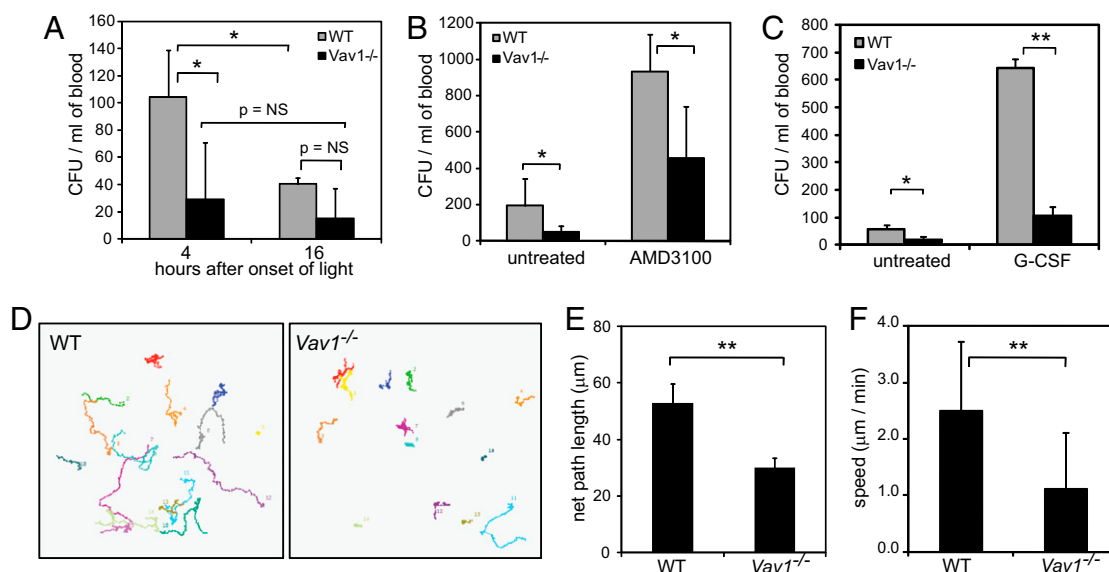 A
CFU / ml of blood
160
140
120
100
80
60
40
20
0
WT
Vav1-/-
*
*
p = NS
p = NS
4
16
hours after onset of light
B
CFU / ml of blood
1200
1000
800
600
400
200
0
WT
Vav1-/-
*
*
untreated
AMD3100
C
CFU / ml of blood
800
700
600
500
400
300
200
100
0
WT
Vav1-/-
*
**
untreated
G-CSF
D
WT
Vav1-/-
E
net path length (μm)
80
60
40
20
0
**
WT
Vav1-/-
F
speed (μm / min)
4.0
3.0
2.0
1.0
0.0
**
WT
Vav1-/-